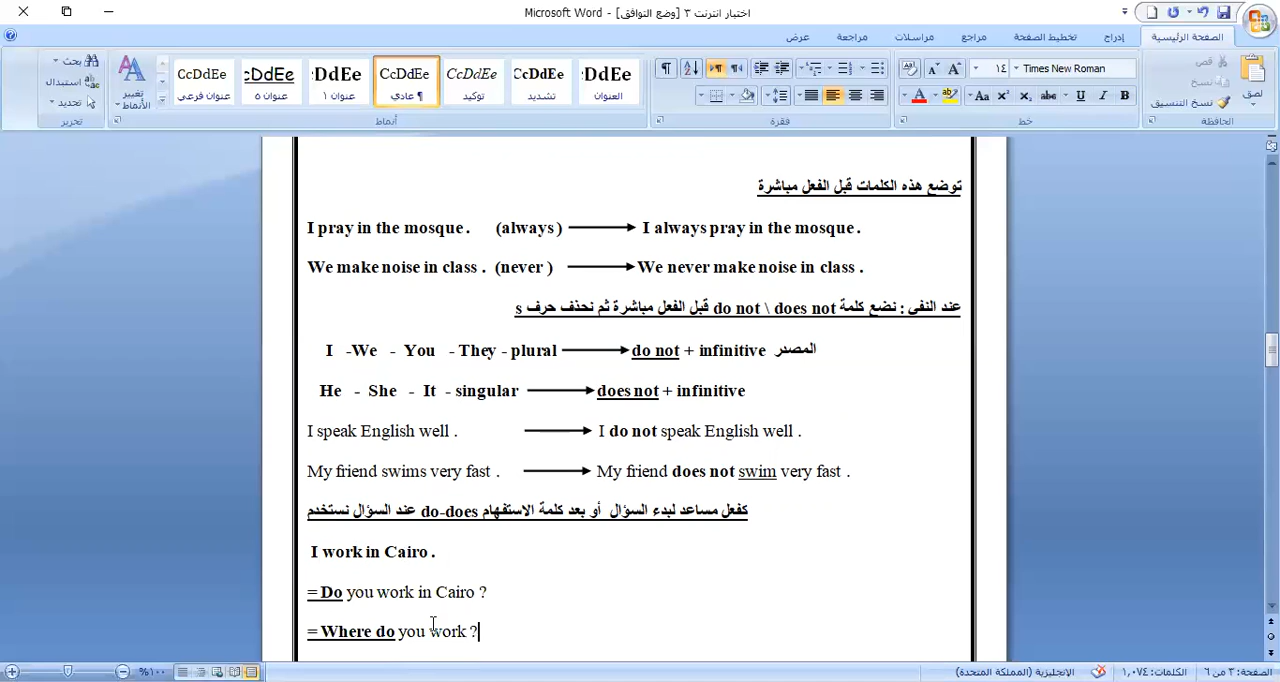 اختبار انترنت ٣ [وضع التوافق] - Microsoft Word
الصفحة الرئيسية إدراج تخطيط الصفحة مراجع مراسلات مراجعة عرض
لصق قص نسخ نسخ التنسيق الحافظة
Times New Roman ١٤ خط
فقرة
العنوان تشديد توكيد ¶ عادي عنوان ١ عنوان ٥ عنوان فرعي تغيير الأنماط أنماط
بحث استبدال تحديد تحرير
توضع هذه الكلمات قبل الفعل مباشرة
I pray in the mosque . (always ) I always pray in the mosque .
We make noise in class . (never ) We never make noise in class .
عند النفي : نضع كلمة do not \ does not قبل الفعل مباشرة ثم نحذف حرف s
I -We - You - They - plural do not + infinitive المصدر
He - She - It - singular does not + infinitive
I speak English well . I do not speak English well .
My friend swims very fast . My friend does not swim very fast .
كفعل مساعد لبدء السؤال أو بعد كلمة الاستفهام do-does عند السؤال نستخدم
I work in Cairo .
= Do you work in Cairo ?
= Where do you work ?
الصفحة: ٣ من ٦ الكلمات: ١,٠٧٤ الإنجليزية (المملكة المتحدة) ١٠٠%